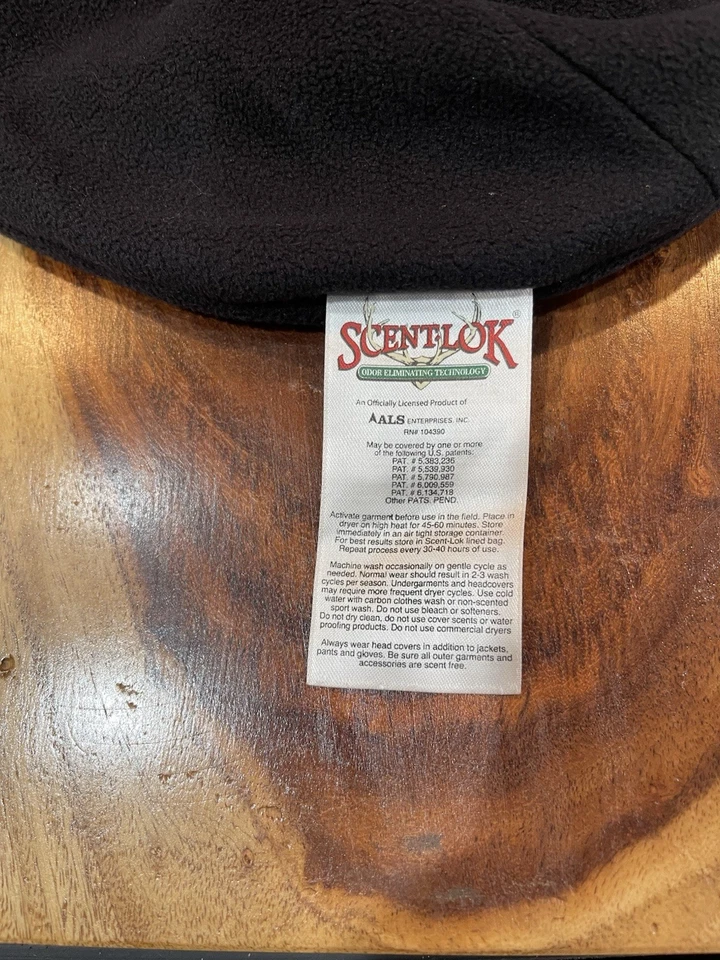 SCENT-LOK®
ODOR ELIMINATING TECHNOLOGY
An Officially Licensed Product of
ALS ENTERPRISES, INC.
RN# 104390
May be covered by one or more
of the following U.S. patents:
PAT. # 5,383,236
PAT. # 5,539,930
PAT. # 5,790,987
PAT. # 6,009,559
PAT. # 6,134,718
Other PATS. PEND.
Activate garment before use in the field. Place in
dryer on high heat for 45-60 minutes. Store
immediately in an air tight storage container.
For best results store in Scent-Lok lined bag.
Repeat process every 30-40 hours of use.
Machine wash occasionally on gentle cycle as
needed. Normal wear should result in 2-3 wash
cycles per season. Undergarments and headcovers
may require more frequent dryer cycles. Use cold
water with carbon clothes wash or non-scented
sport wash. Do not use bleach or softeners.
Do not dry clean, do not use cover scents or water
proofing products. Do not use commercial dryers
Always wear head covers in addition to jackets,
pants and gloves. Be sure all outer garments and
accessories are scent free.